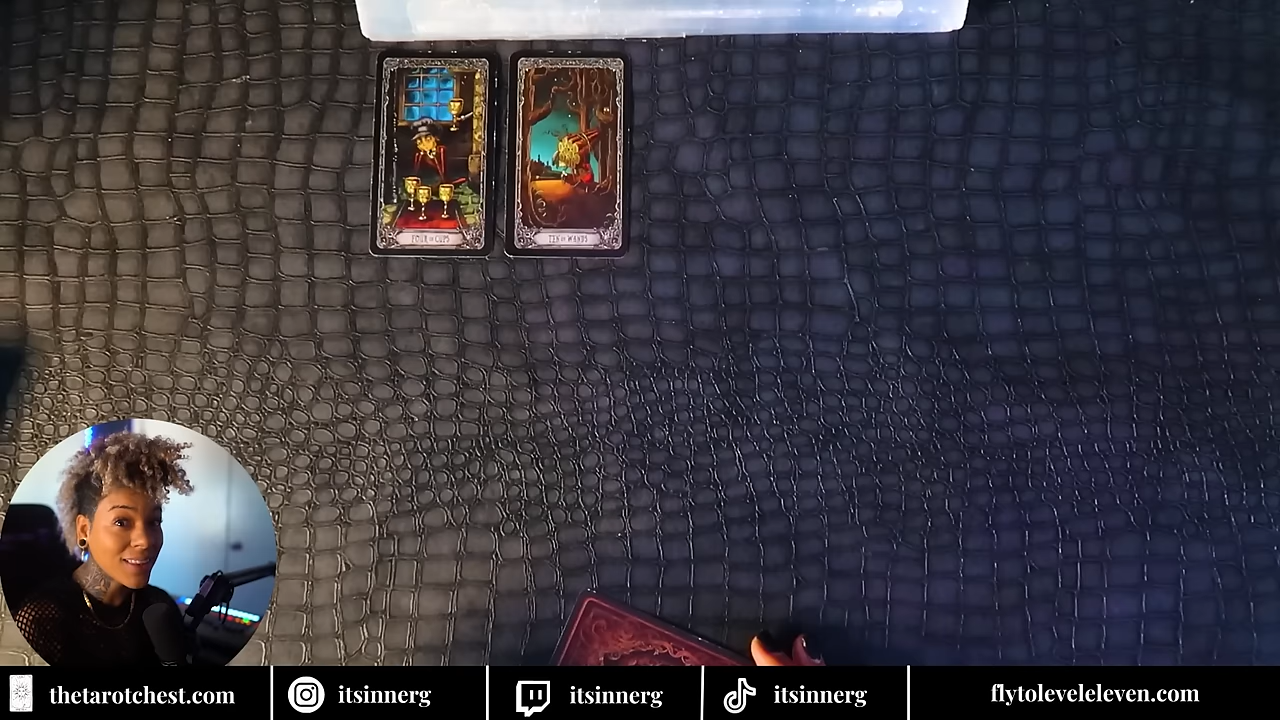 FOUR OF CUPS
TEN OF WANDS
thetarotchest.com
itsinnerg
itsinnerg
itsinnerg
flytoleveleleven.com